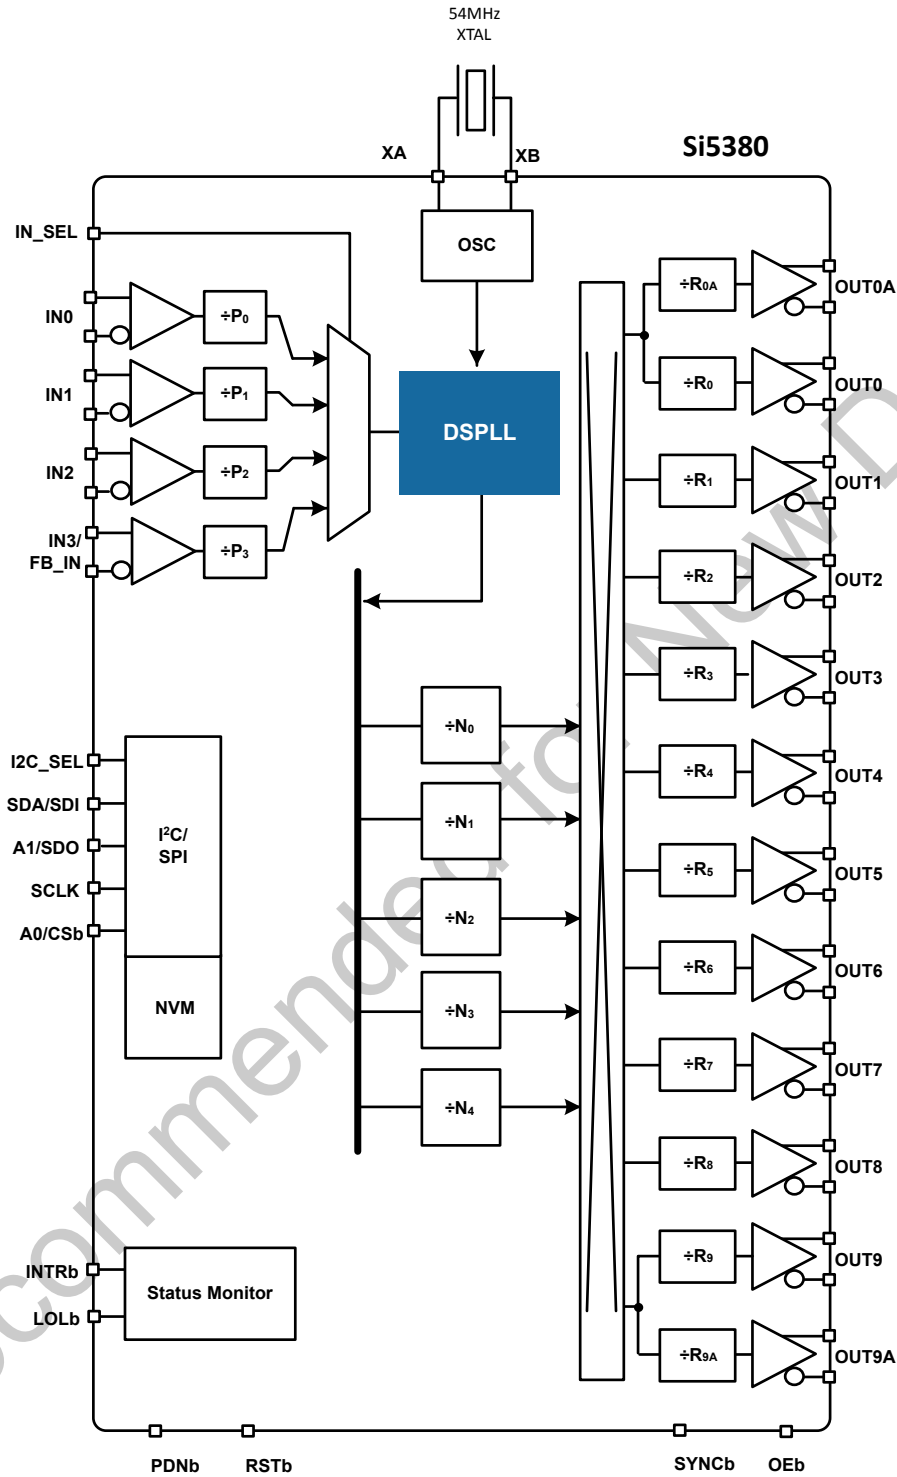 54MHz
XTAL
Si5380
XA
XB
IN_SEL
OSC
IN0
÷P0
IN1
÷P1
IN2
÷P2
IN3/
FB_IN
÷P3
DSPLL
÷R0A
OUT0A
÷R0
OUT0
÷R1
OUT1
÷R2
OUT2
÷R3
OUT3
÷R4
OUT4
÷R5
OUT5
÷R6
OUT6
÷R7
OUT7
÷R8
OUT8
÷R9
OUT9
÷R9A
OUT9A
÷N0
÷N1
÷N2
÷N3
÷N4
I2C_SEL
SDA/SDI
A1/SDO
SCLK
A0/CSb
I²C/
SPI
NVM
INTRb
LOLb
Status Monitor
PDNb
RSTb
SYNCb
OEb
commended for New D